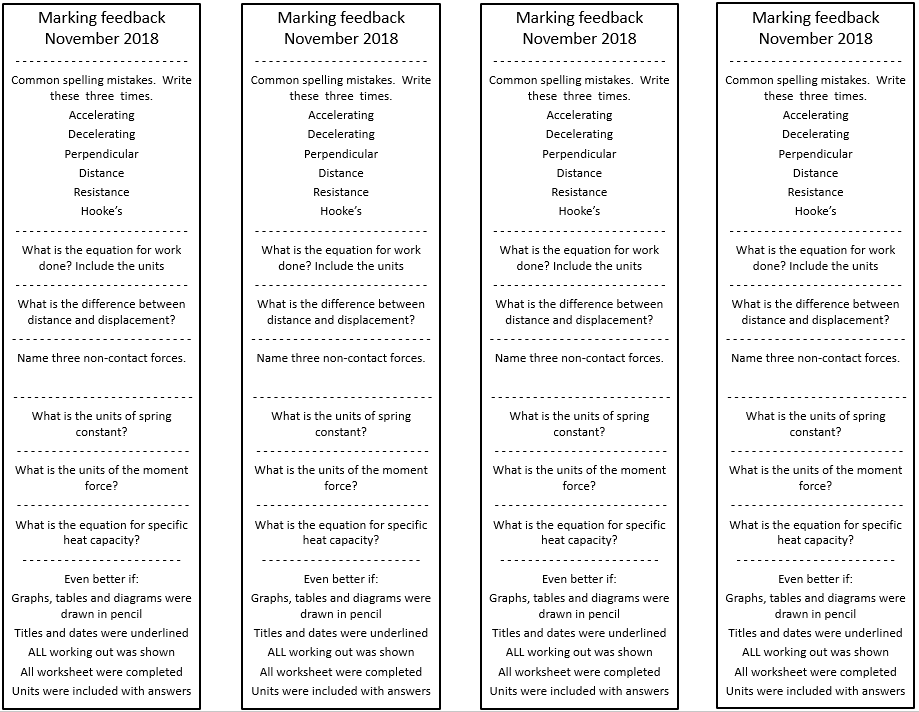 Marking feedback
November 2018
Common spelling mistakes. Write
these three times.
Accelerating
Decelerating
Perpendicular
Distance
Resistance
Hooke’s
What is the equation for work
done? Include the units
What is the difference between
distance and displacement?
Name three non-contact forces.
What is the units of spring
constant?
What is the units of the moment
force?
What is the equation for specific
heat capacity?
Even better if:
Graphs, tables and diagrams were
drawn in pencil
Titles and dates were underlined
ALL working out was shown
All worksheet were completed
Units were included with answers
Marking feedback
November 2018
Common spelling mistakes. Write
these three times.
Accelerating
Decelerating
Perpendicular
Distance
Resistance
Hooke’s
What is the equation for work
done? Include the units
What is the difference between
distance and displacement?
Name three non-contact forces.
What is the units of spring
constant?
What is the units of the moment
force?
What is the equation for specific
heat capacity?
Even better if:
Graphs, tables and diagrams were
drawn in pencil
Titles and dates were underlined
ALL working out was shown
All worksheet were completed
Units were included with answers
Marking feedback
November 2018
Common spelling mistakes. Write
these three times.
Accelerating
Decelerating
Perpendicular
Distance
Resistance
Hooke’s
What is the equation for work
done? Include the units
What is the difference between
distance and displacement?
Name three non-contact forces.
What is the units of spring
constant?
What is the units of the moment
force?
What is the equation for specific
heat capacity?
Even better if:
Graphs, tables and diagrams were
drawn in pencil
Titles and dates were underlined
ALL working out was shown
All worksheet were completed
Units were included with answers
Marking feedback
November 2018
Common spelling mistakes. Write
these three times.
Accelerating
Decelerating
Perpendicular
Distance
Resistance
Hooke’s
What is the equation for work
done? Include the units
What is the difference between
distance and displacement?
Name three non-contact forces.
What is the units of spring
constant?
What is the units of the moment
force?
What is the equation for specific
heat capacity?
Even better if:
Graphs, tables and diagrams were
drawn in pencil
Titles and dates were underlined
ALL working out was shown
All worksheet were completed
Units were included with answers